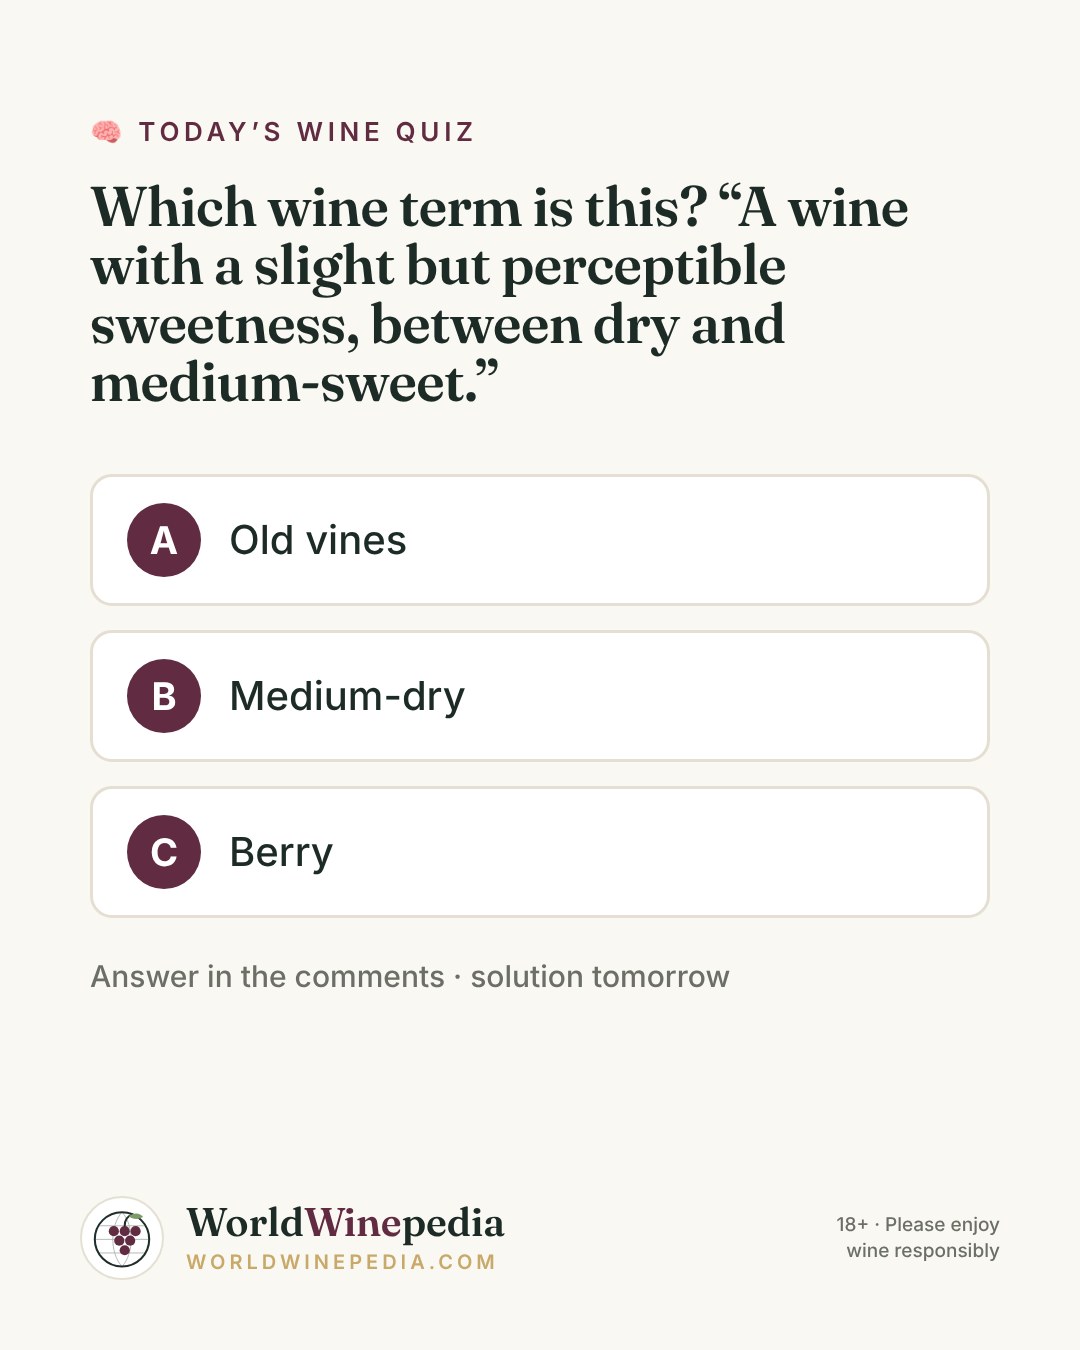 🧠 TODAY’S WINE QUIZ
Which wine term is this? “A wine
with a slight but perceptible
sweetness, between dry and
medium-sweet.”
A Old vines
B Medium-dry
C Berry
Answer in the comments · solution tomorrow
WorldWinepedia
WORLDWINEPEDIA.COM
18+ · Please enjoy
wine responsibly